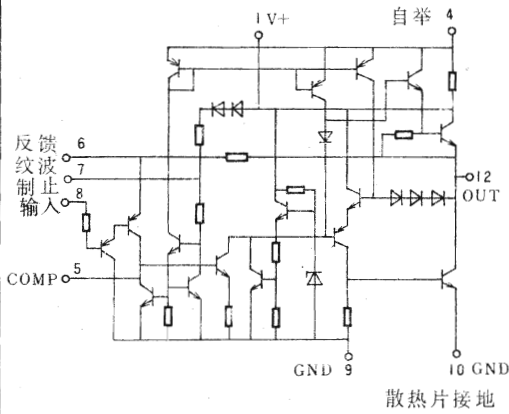 1 V+
自举 4
反馈 6
纹波 7
制止
输入 8
12
OUT
COMP 5
GND 9
10 GND
散热片接地